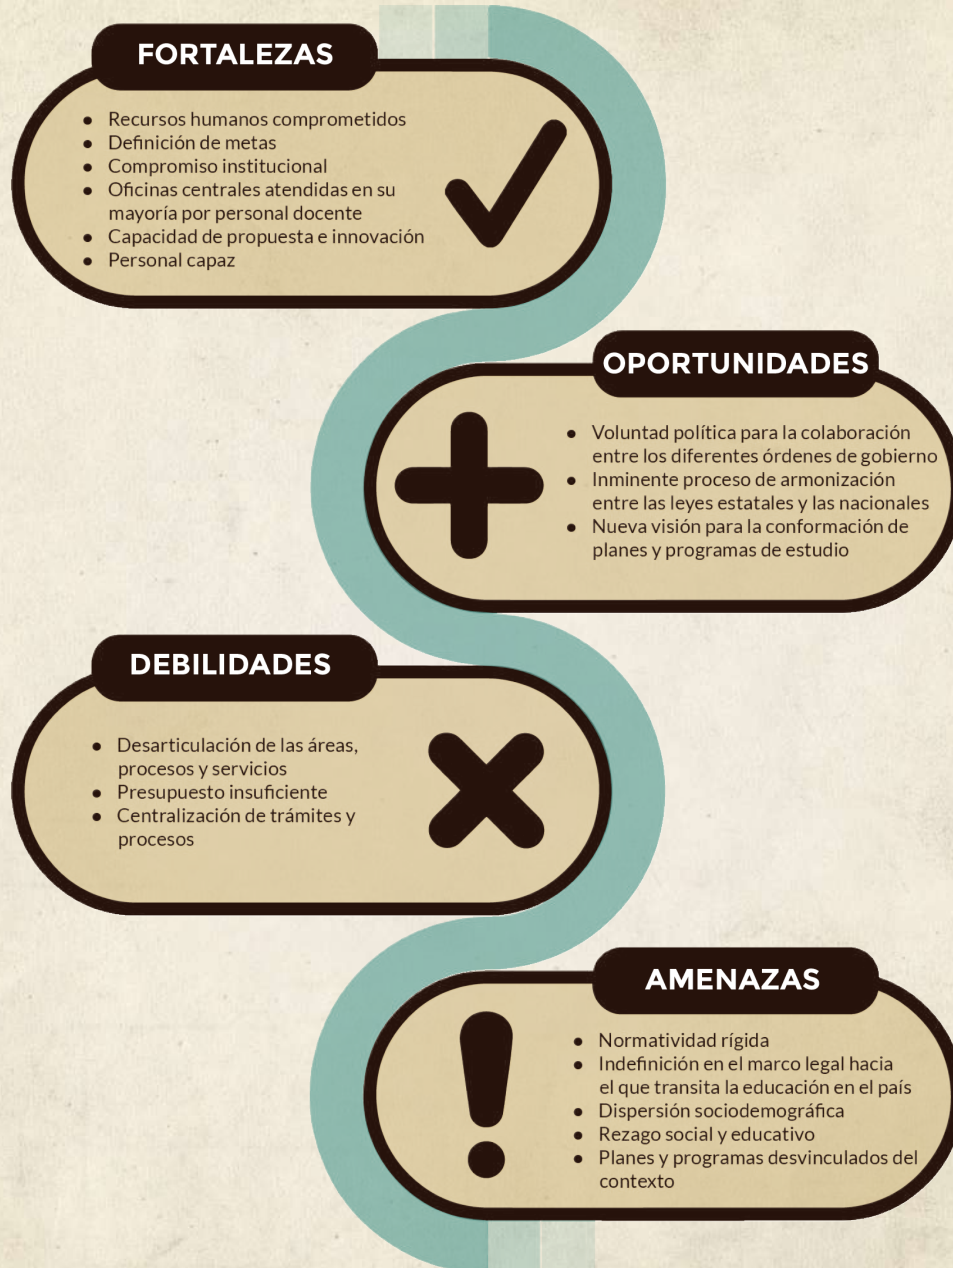 FORTALEZAS
● Recursos humanos comprometidos
● Definición de metas
● Compromiso institucional
● Oficinas centrales atendidas en su
mayoría por personal docente
● Capacidad de propuesta e innovación
● Personal capaz
OPORTUNIDADES
● Voluntad política para la colaboración
entre los diferentes órdenes de gobierno
● Inminente proceso de armonización
entre las leyes estatales y las nacionales
● Nueva visión para la conformación de
planes y programas de estudio
DEBILIDADES
● Desarticulación de las áreas,
procesos y servicios
● Presupuesto insuficiente
● Centralización de trámites y
procesos
AMENAZAS
● Normatividad rígida
● Indefinición en el marco legal hacia
el que transita la educación en el país
● Dispersión sociodemográfica
● Rezago social y educativo
● Planes y programas desvinculados del
contexto